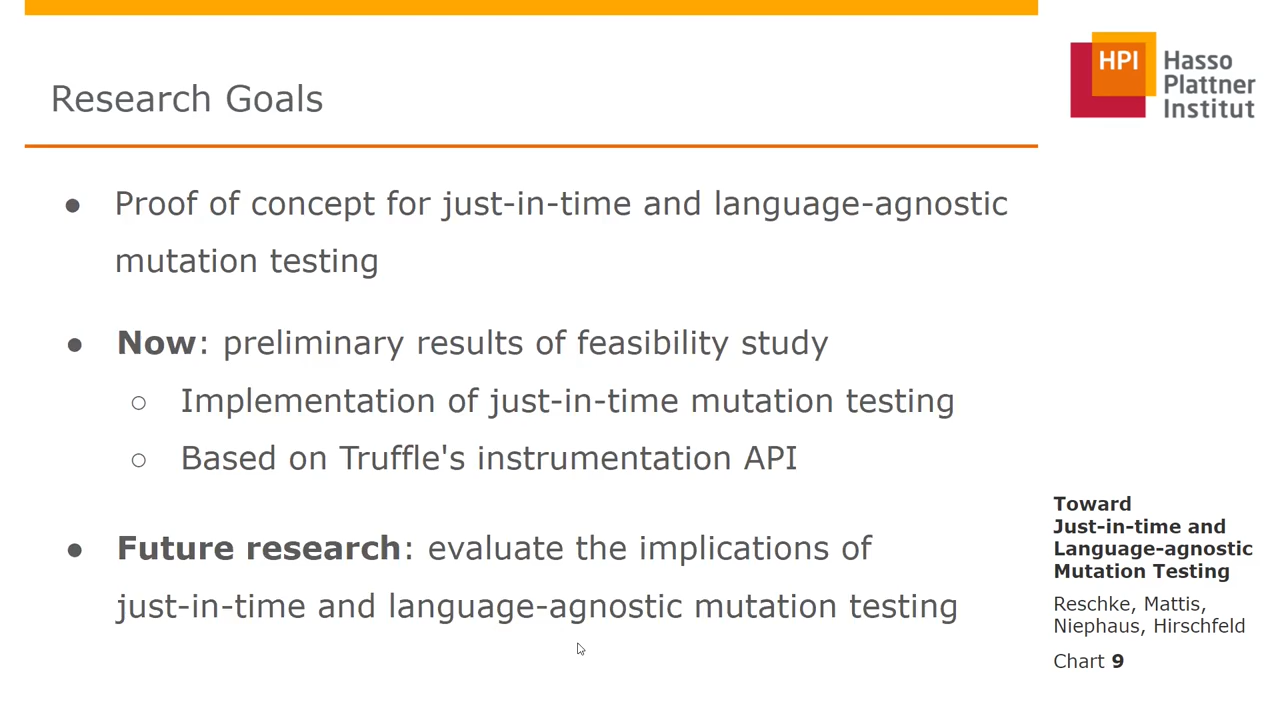 Research Goals
HPI Hasso
Plattner
Institut
● Proof of concept for just-in-time and language-agnostic
mutation testing
● Now: preliminary results of feasibility study
○ Implementation of just-in-time mutation testing
○ Based on Truffle's instrumentation API
● Future research: evaluate the implications of
just-in-time and language-agnostic mutation testing
Toward
Just-in-time and
Language-agnostic
Mutation Testing
Reschke, Mattis,
Niephaus, Hirschfeld
Chart 9